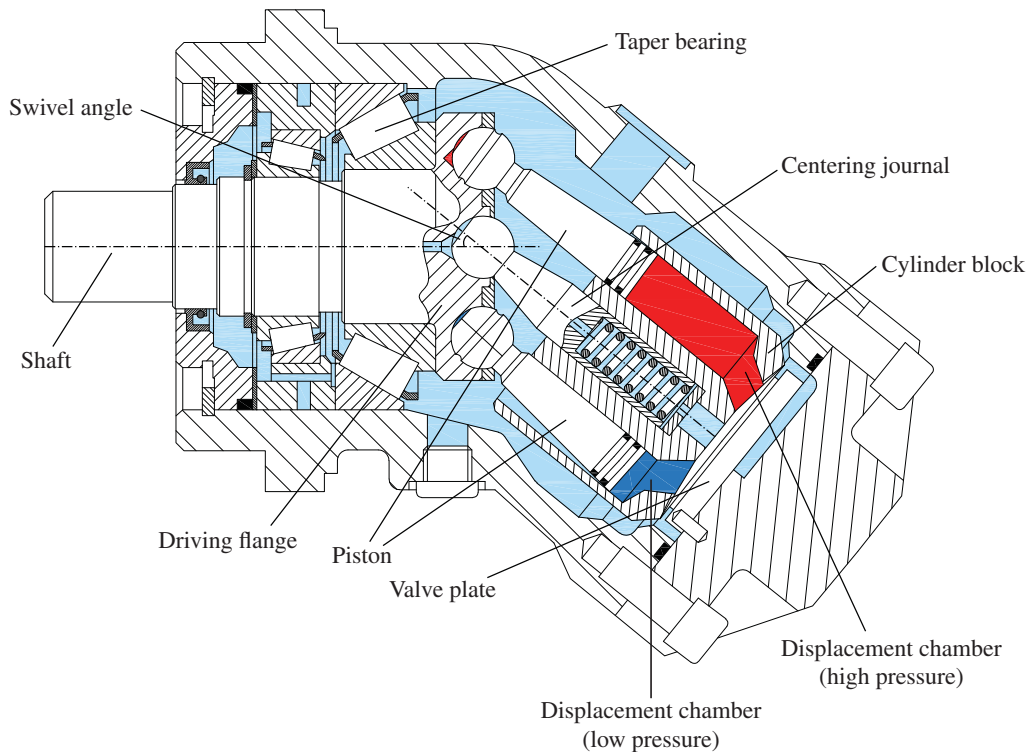 Taper bearing
Swivel angle
Centering journal
Cylinder block
Shaft
Driving flange
Piston
Valve plate
Displacement chamber
(high pressure)
Displacement chamber
(low pressure)